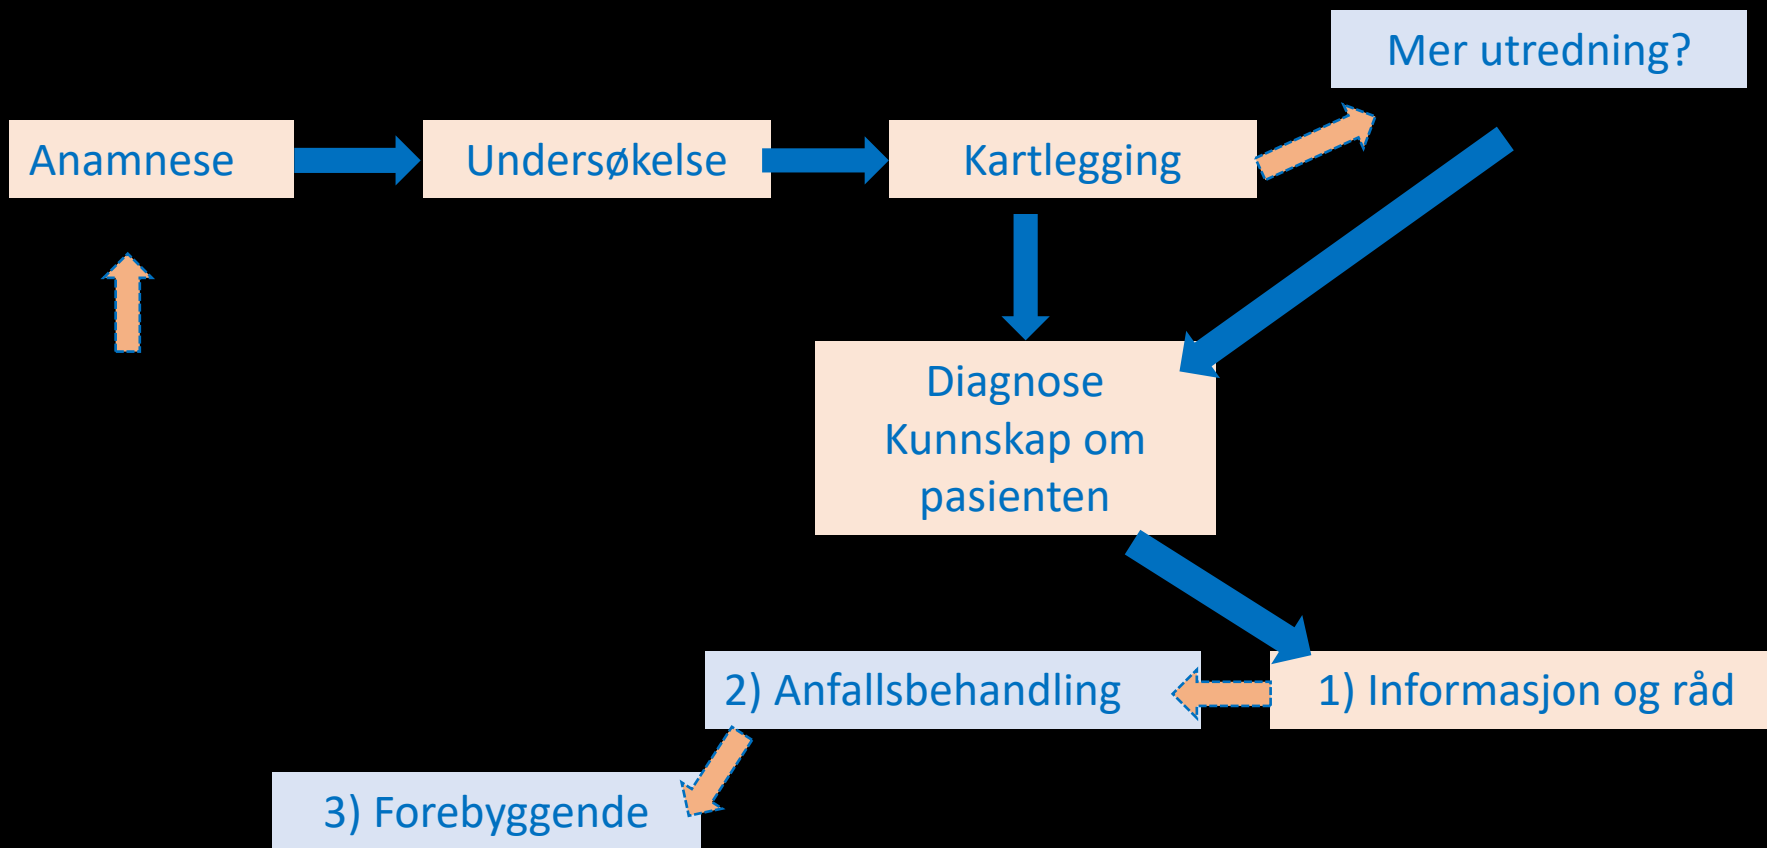 Mer utredning?
Anamnese
Undersøkelse
Kartlegging
Diagnose
Kunnskap om
pasienten
1) Informasjon og råd
2) Anfallsbehandling
3) Forebyggende